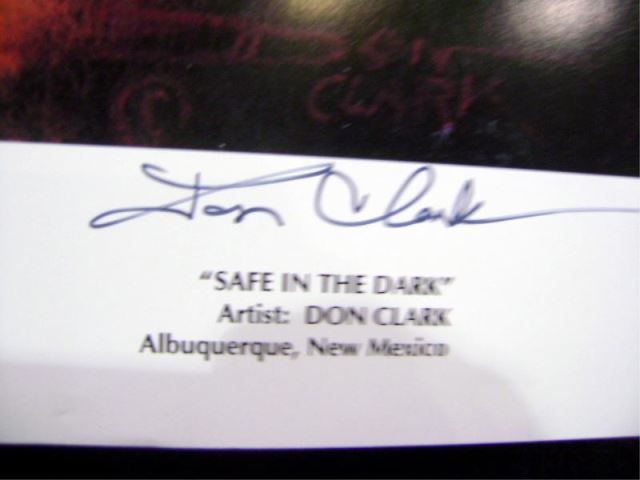 DON
© CLARK
Don Clark
"SAFE IN THE DARK"
Artist: DON CLARK
Albuquerque, New Mexico